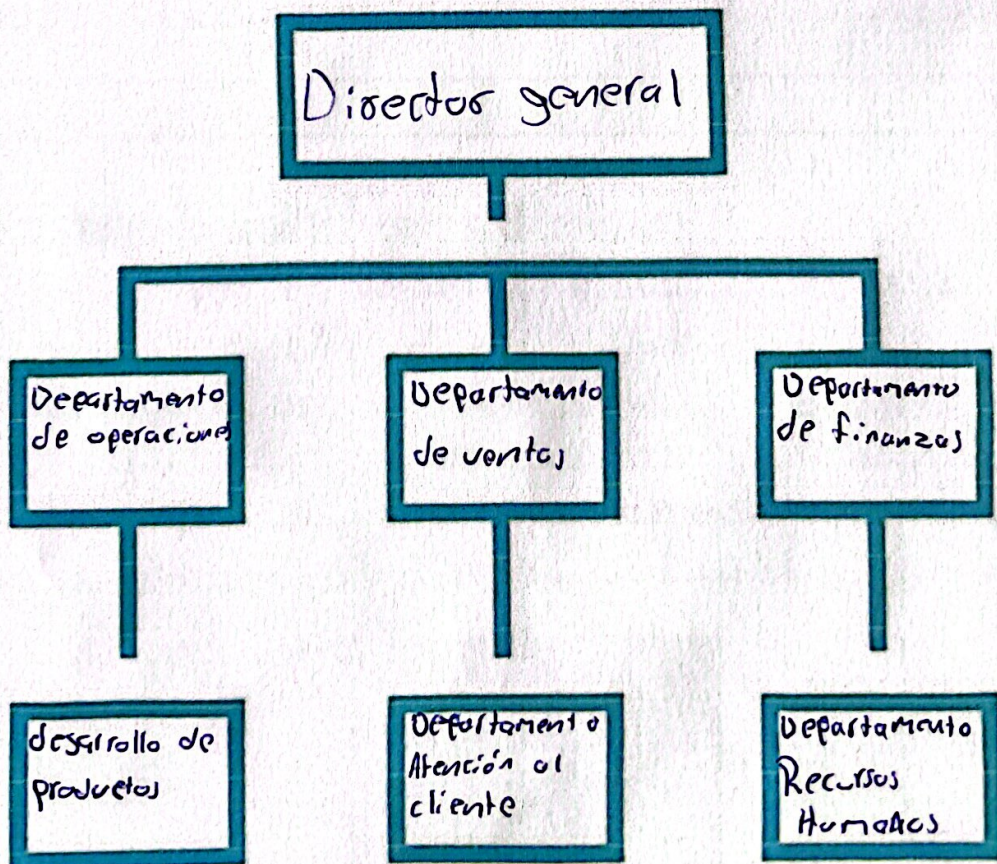 Director general
Departamento
de operaciones
Departamento
de ventas
Departamento
de finanzas
desarrollo de
productos
Departamento
Atención al
cliente
Departamento
Recursos
Humanos